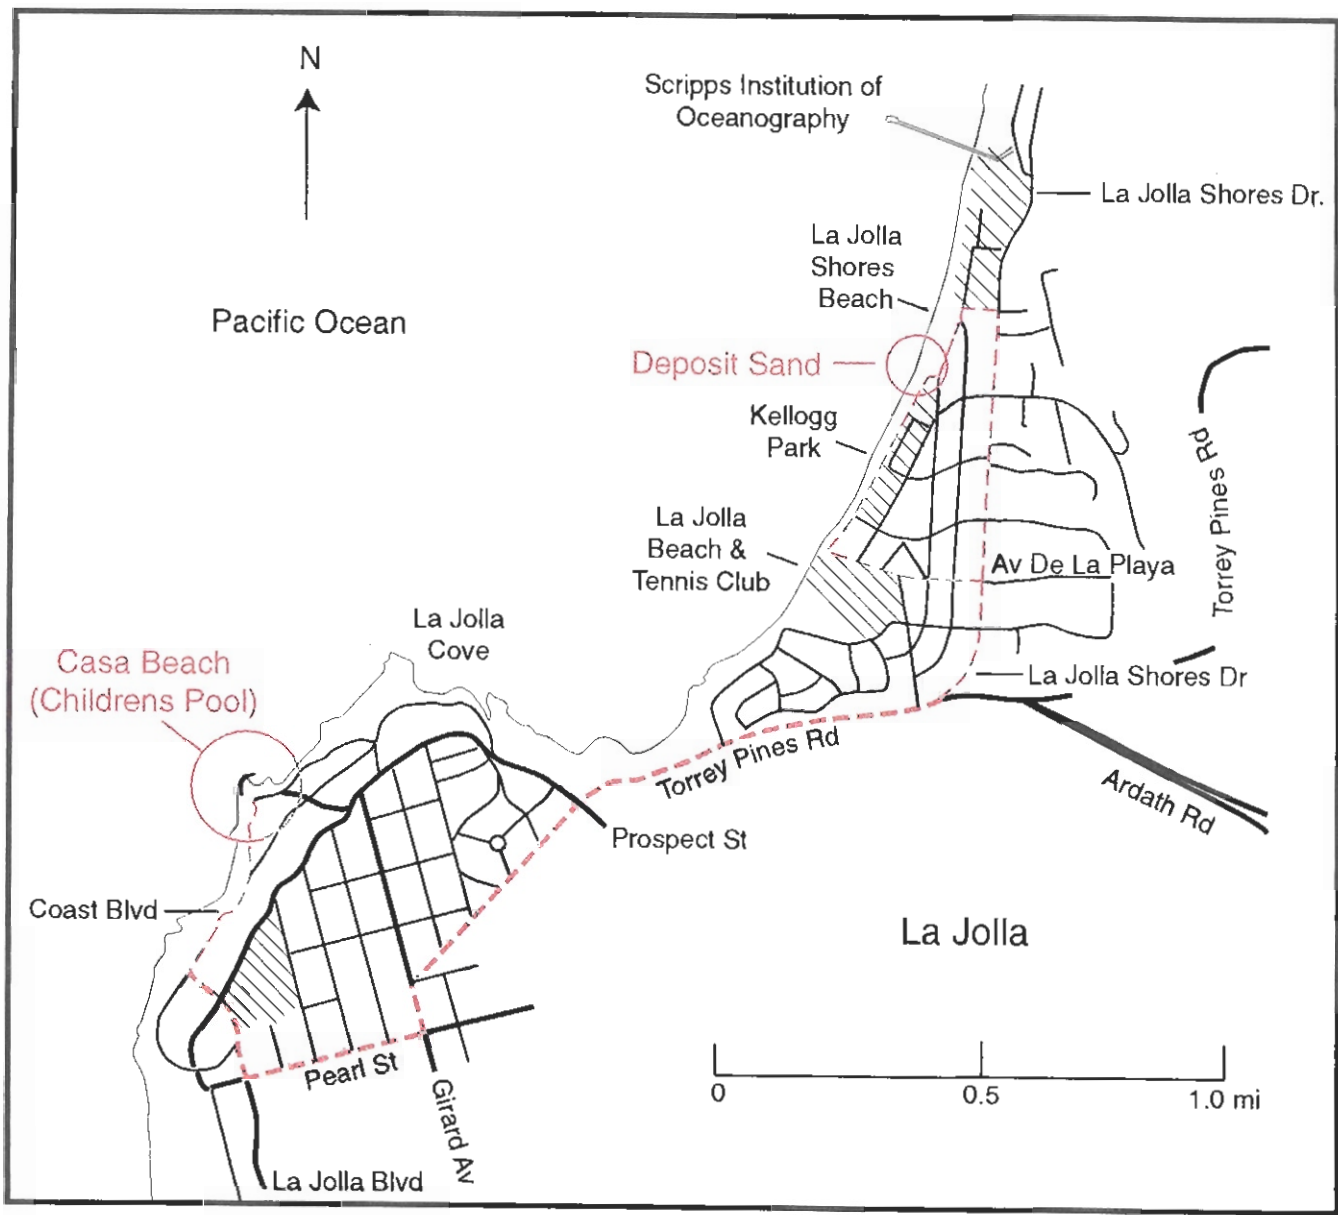 N
Scripps Institution of
Oceanography
La Jolla Shores Dr.
La Jolla
Shores
Beach
Pacific Ocean
Deposit Sand
Kellogg
Park
Torrey Pines Rd
La Jolla
Beach &
Tennis Club
Av De La Playa
La Jolla
Cove
Casa Beach
(Childrens Pool)
La Jolla Shores Dr
Torrey Pines Rd
Ardath Rd
Prospect St
Coast Blvd
La Jolla
Pearl St
Girard Av
0
0.5
1.0 mi
La Jolla Blvd